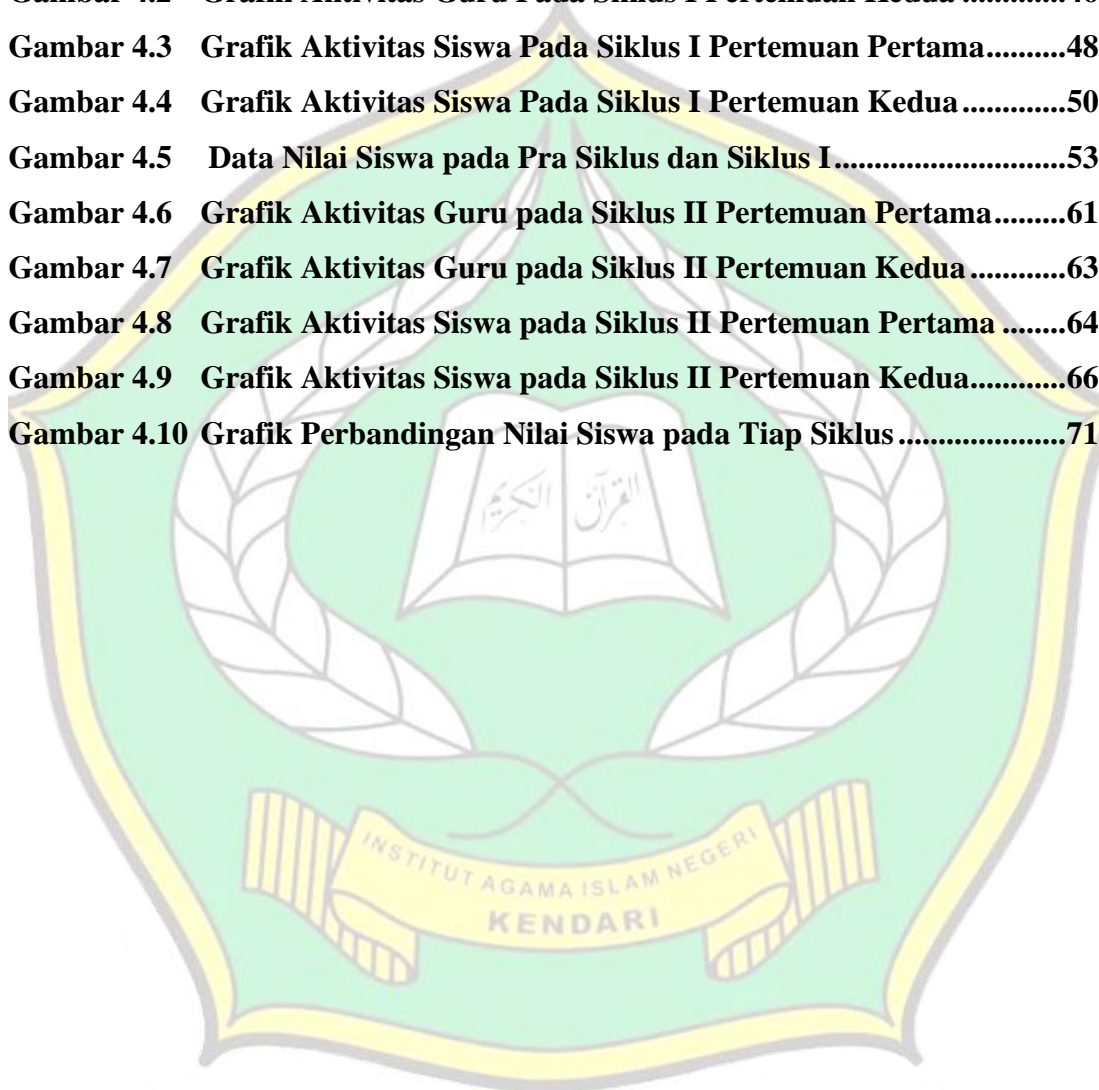 Gambar 4.3 Grafik Aktivitas Siswa Pada Siklus I Pertemuan Pertama..........48
Gambar 4.4 Grafik Aktivitas Siswa Pada Siklus I Pertemuan Kedua.............50
Gambar 4.5 Data Nilai Siswa pada Pra Siklus dan Siklus I...........................53
Gambar 4.6 Grafik Aktivitas Guru pada Siklus II Pertemuan Pertama.........61
Gambar 4.7 Grafik Aktivitas Guru pada Siklus II Pertemuan Kedua............63
Gambar 4.8 Grafik Aktivitas Siswa pada Siklus II Pertemuan Pertama........64
Gambar 4.9 Grafik Aktivitas Siswa pada Siklus II Pertemuan Kedua............66
Gambar 4.10 Grafik Perbandingan Nilai Siswa pada Tiap Siklus.....................71
القرآن الكريم
INSTITUT AGAMA ISLAM NEGERI
KENDARI